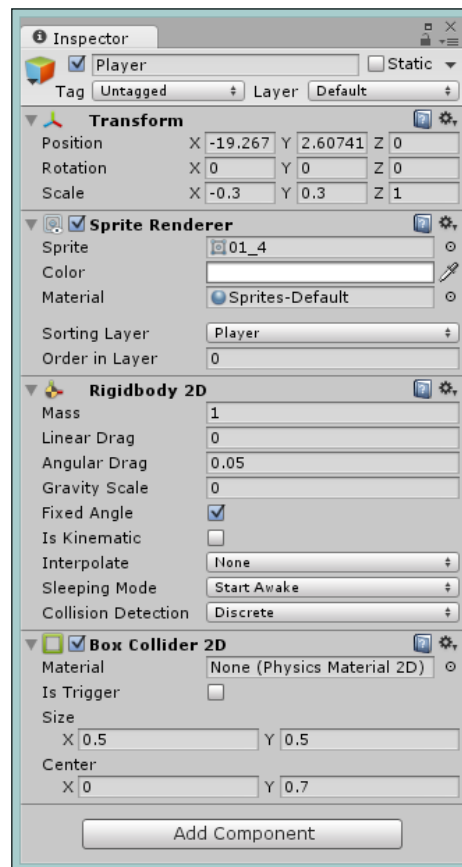 Inspector
Player Static
Tag Untagged Layer Default
Transform
Position X -19.267 Y 2.60741 Z 0
Rotation X 0 Y 0 Z 0
Scale X -0.3 Y 0.3 Z 1
Sprite Renderer
Sprite 01_4
Color
Material Sprites-Default
Sorting Layer Player
Order in Layer 0
Rigidbody 2D
Mass 1
Linear Drag 0
Angular Drag 0.05
Gravity Scale 0
Fixed Angle
Is Kinematic
Interpolate None
Sleeping Mode Start Awake
Collision Detection Discrete
Box Collider 2D
Material None (Physics Material 2D)
Is Trigger
Size
X 0.5 Y 0.5
Center
X 0 Y 0.7
Add Component